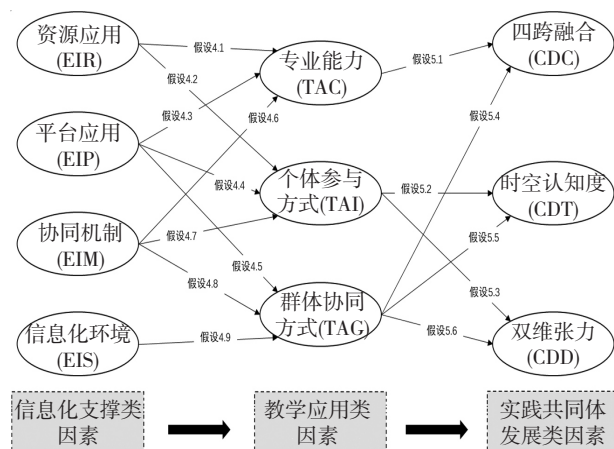 资源应用
(EIR)
平台应用
(EIP)
协同机制
(EIM)
信息化环境
(EIS)
假设4.1
假设4.2
假设4.3
假设4.6
假设4.4
假设4.7
假设4.5
假设4.8
假设4.9
专业能力
(TAC)
个体参与
方式(TAI)
群体协同
方式(TAG)
假设5.1
假设5.4
假设5.2
假设5.5
假设5.3
假设5.6
四跨融合
(CDC)
时空认知度
(CDT)
双维张力
(CDD)
信息化支撑类
因素
教学应用类
因素
实践共同体
发展类因素